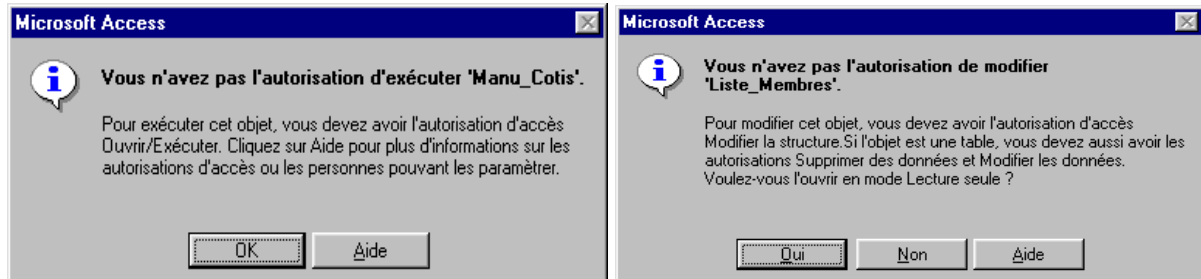 Microsoft Access
Vous n'avez pas l'autorisation d'exécuter 'Manu_Cotis'.
Pour exécuter cet objet, vous devez avoir l'autorisation d'accès
Ouvrir/Exécuter. Cliquez sur Aide pour plus d'informations sur les
autorisations d'accès ou les personnes pouvant les paramètrer.
OK
Aide
Microsoft Access
Vous n'avez pas l'autorisation de modifier
'Liste_Membres'.
Pour modifier cet objet, vous devez avoir l'autorisation d'accès
Modifier la structure.Si l'objet est une table, vous devez aussi avoir les
autorisations Supprimer des données et Modifier les données.
Voulez-vous l'ouvrir en mode Lecture seule ?
Oui
Non
Aide